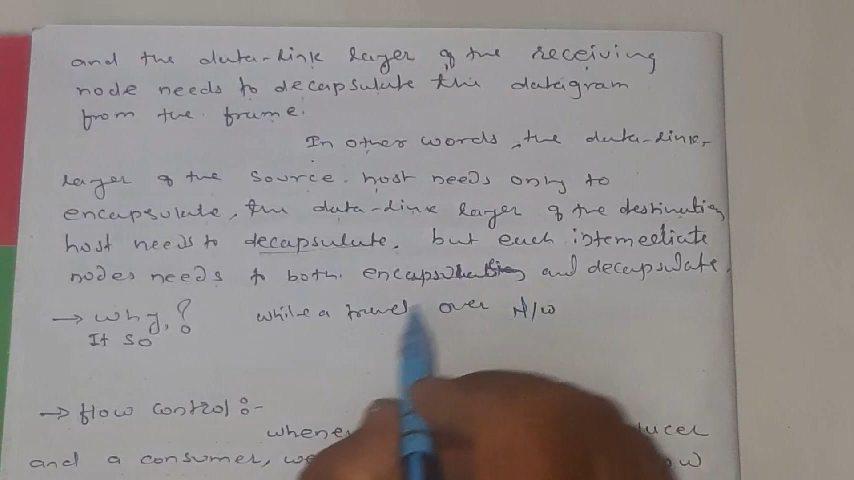 and the data-link layer of the receiving
node needs to decapsulate the datagram
from the frame.
In other words, the data-link-
layer of the source host needs only to
encapsulate, the data-link layer of the destination
host needs to decapsulate. but each intemediate
nodes needs to both encapsulation and decapsulate.
→ why,?
while a travel over N/W
It so
→ flow control :-
and a consumer,